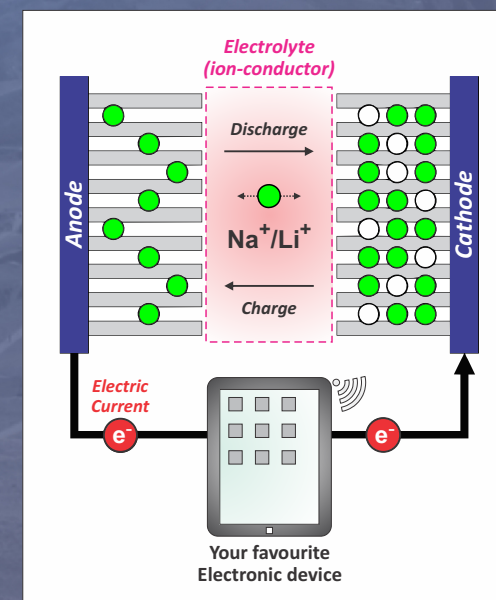 Electrolyte
(ion-conductor)
Anode
Discharge
Na⁺/Li⁺
Charge
Cathode
Electric
Current
e⁻
e⁻
Your favourite
Electronic device